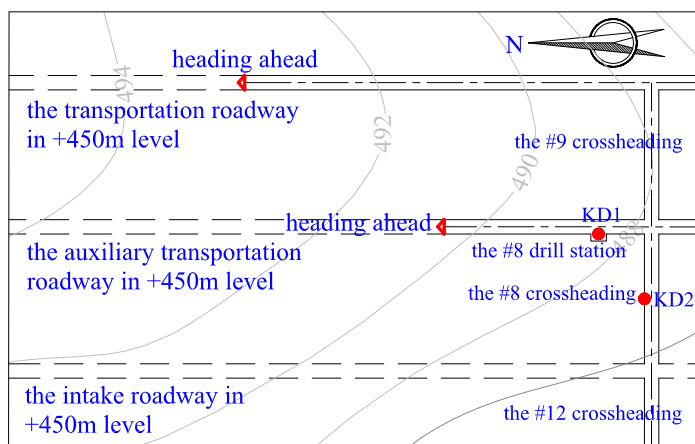 N
heading ahead
494
the transportation roadway
in +450m level
492
the #9 crossheading
490
KD1
heading ahead
488
the auxiliary transportation
roadway in +450m level
the #8 drill station
the #8 crossheading
KD2
the intake roadway in
+450m level
the #12 crossheading